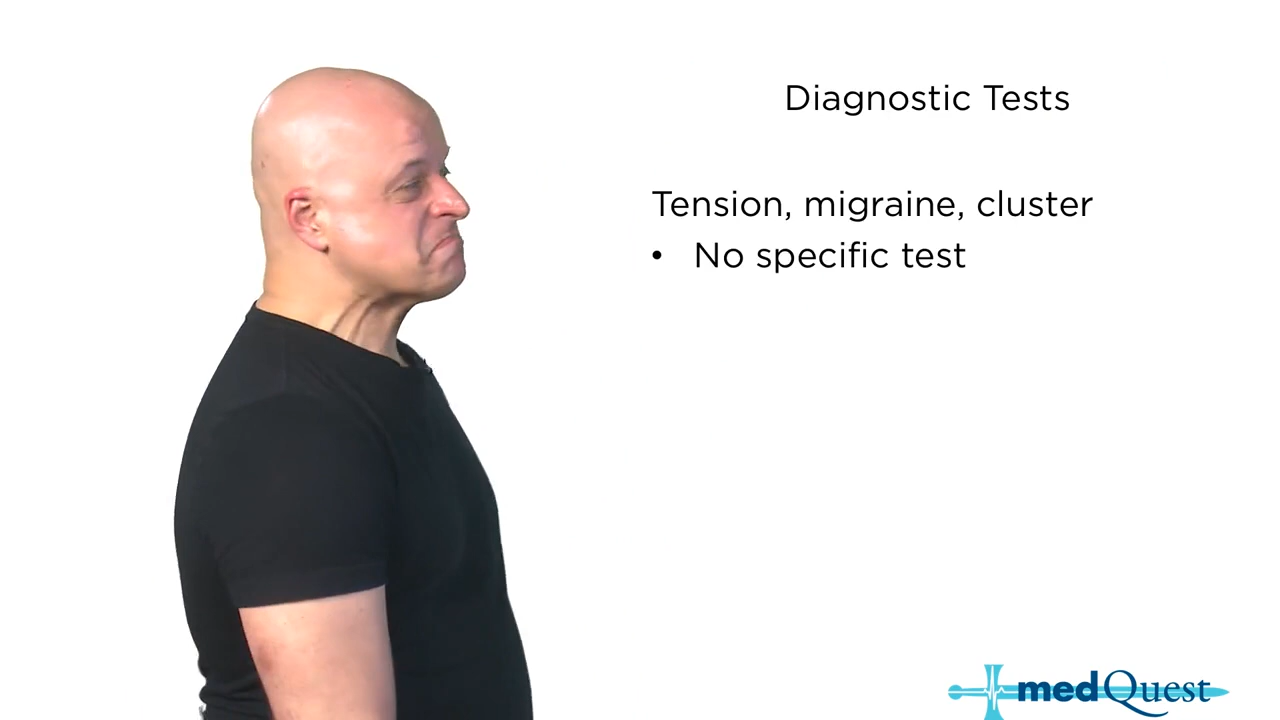 Diagnostic Tests
Tension, migraine, cluster
• No specific test
medQuest